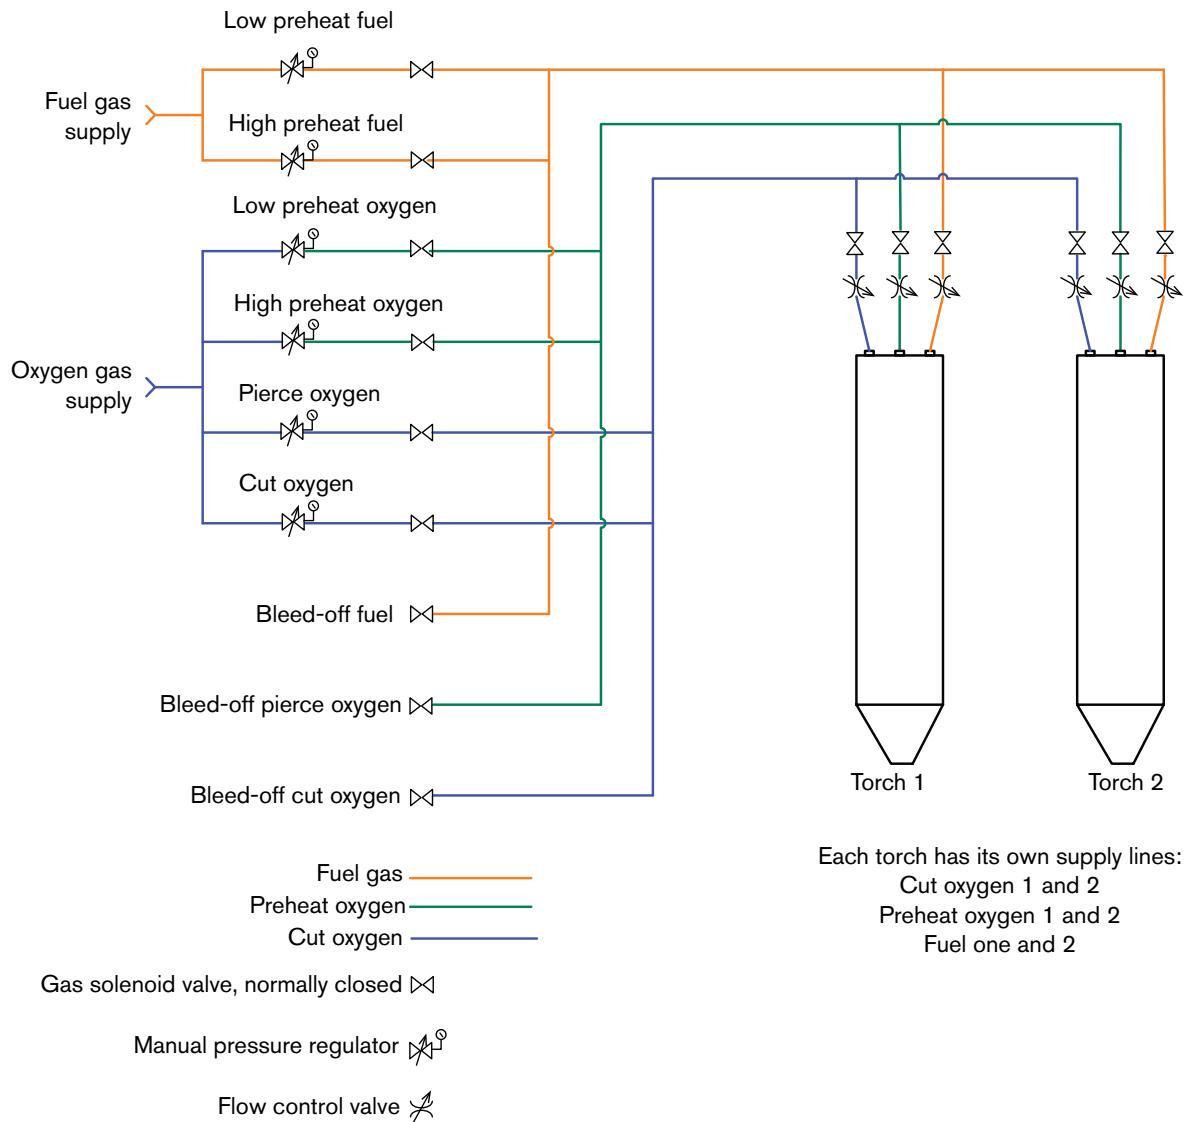 Low preheat fuel
Fuel gas
supply
High preheat fuel
Low preheat oxygen
High preheat oxygen
Oxygen gas
supply
Pierce oxygen
Cut oxygen
Bleed-off fuel
Bleed-off pierce oxygen
Bleed-off cut oxygen
Torch 1
Torch 2
Each torch has its own supply lines:
Cut oxygen 1 and 2
Preheat oxygen 1 and 2
Fuel one and 2
Fuel gas
Preheat oxygen
Cut oxygen
Gas solenoid valve, normally closed
Manual pressure regulator
Flow control valve